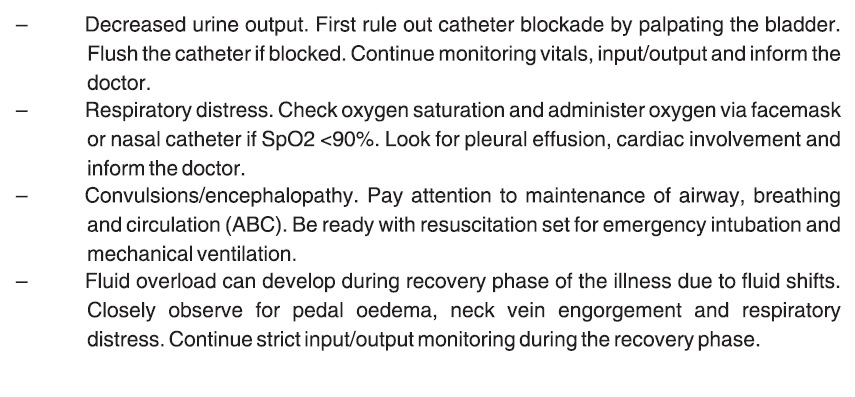 – Decreased urine output. First rule out catheter blockade by palpating the bladder.
Flush the catheter if blocked. Continue monitoring vitals, input/output and inform the
doctor.
– Respiratory distress. Check oxygen saturation and administer oxygen via facemask
or nasal catheter if SpO2 <90%. Look for pleural effusion, cardiac involvement and
inform the doctor.
– Convulsions/encephalopathy. Pay attention to maintenance of airway, breathing
and circulation (ABC). Be ready with resuscitation set for emergency intubation and
mechanical ventilation.
– Fluid overload can develop during recovery phase of the illness due to fluid shifts.
Closely observe for pedal oedema, neck vein engorgement and respiratory
distress. Continue strict input/output monitoring during the recovery phase.